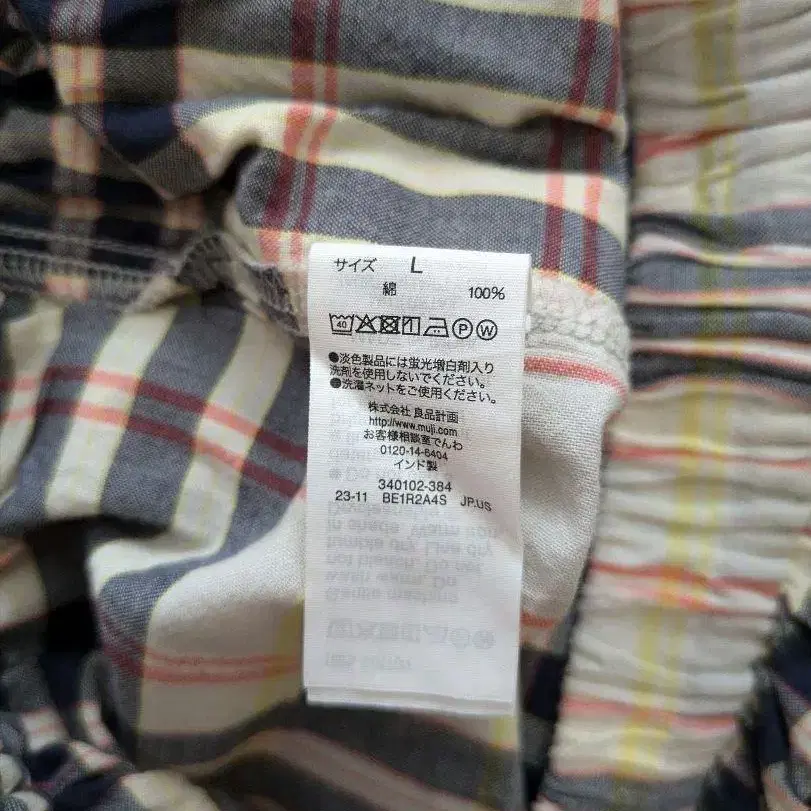 サイズ L
綿 100%
40 P W
●淡色製品には蛍光増白剤入り
洗剤を使用しないでください。
●洗濯ネットをご使用ください。
株式会社 良品計画
http://www.muji.com
お客様相談室でんわ
0120-14-6404
インド製
340102-384
23-11 BE1R2A4S JP.US